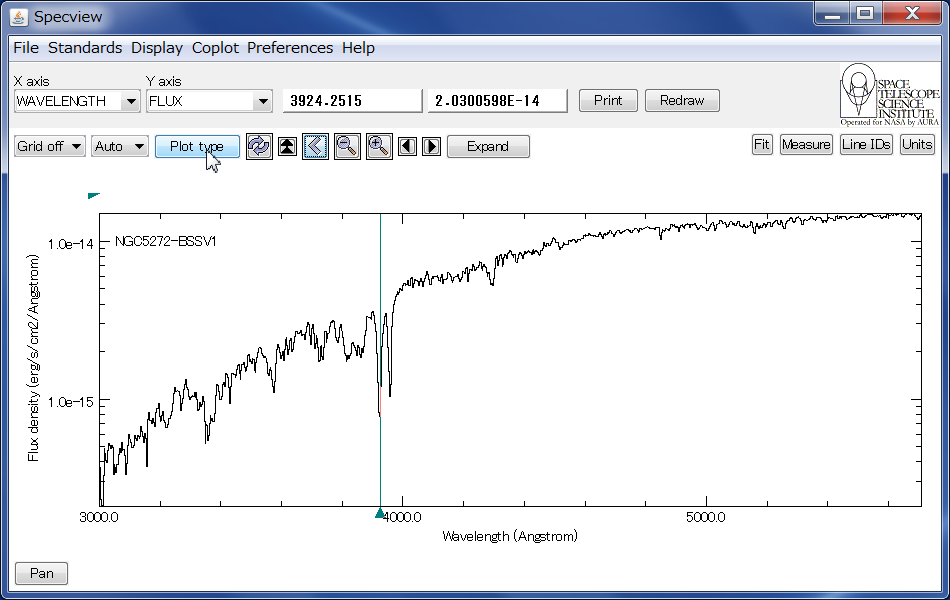 Specview
File Standards Display Coplot Preferences Help
X axis Y axis
WAVELENGTH FLUX 3924.2515 2.0300598E-14 Print Redraw
SPACE
TELESCOPE
SCIENCE
INSTITUTE
Operated for NASA by AURA
Grid off Auto Plot type Expand Fit Measure Line IDs Units
NGC5272-BSSV1
1.0e-14
1.0e-15
Flux density (erg/s/cm2/Angstrom)
3000.0 4000.0 5000.0
Wavelength (Angstrom)
Pan